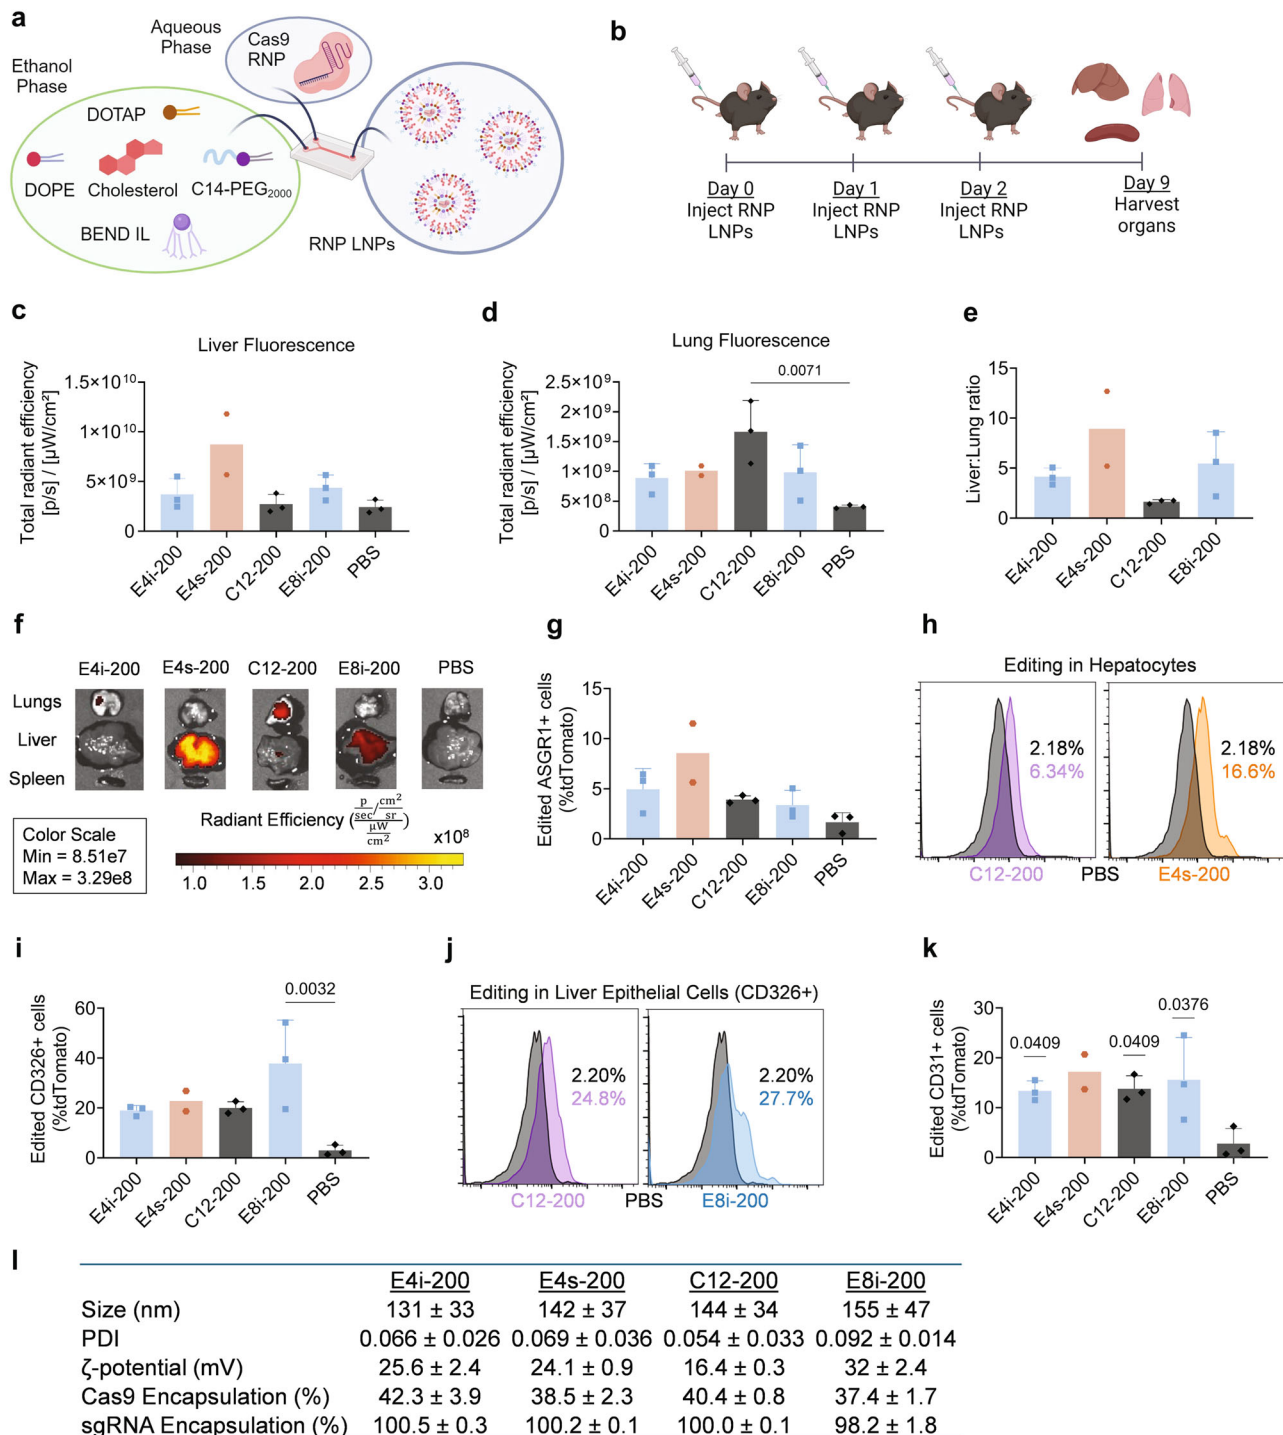 a
Aqueous
Phase
Cas9
RNP
Ethanol
Phase
DOTAP
DOPE
Cholesterol
C14-PEG2000
BEND IL
RNP LNPs
b
Day 0
Inject RNP
LNPs
Day 1
Inject RNP
LNPs
Day 2
Inject RNP
LNPs
Day 9
Harvest
organs
c
Liver Fluorescence
Total radiant efficiency
[p/s] / [µW/cm²]
1.5×10¹⁰
1×10¹⁰
5×10⁹
0
E4i-200
E4s-200
C12-200
E8i-200
PBS
d
Lung Fluorescence
Total radiant efficiency
[p/s] / [µW/cm²]
2.5×10⁹
2×10⁹
1.5×10⁹
1×10⁹
5×10⁸
0
0.0071
E4i-200
E4s-200
C12-200
E8i-200
PBS
e
Liver:Lung ratio
15
10
5
0
E4i-200
E4s-200
C12-200
E8i-200
f
E4i-200 E4s-200 C12-200 E8i-200 PBS
Lungs
Liver
Spleen
Color Scale
Min = 8.51e7
Max = 3.29e8
Radiant Efficiency (p/sec/cm²/sr / µW/cm²)
x10⁸
1.0 1.5 2.0 2.5 3.0
g
Edited ASGR1+ cells
(%tdTomato)
15
10
5
0
E4i-200
E4s-200
C12-200
E8i-200
PBS
h
Editing in Hepatocytes
2.18%
6.34%
2.18%
16.6%
C12-200 PBS E4s-200
i
Edited CD326+ cells
(%tdTomato)
60
40
20
0
0.0032
E4i-200
E4s-200
C12-200
E8i-200
PBS
j
Editing in Liver Epithelial Cells (CD326+)
2.20%
24.8%
2.20%
27.7%
C12-200 PBS E8i-200
k
Edited CD31+ cells
(%tdTomato)
30
20
10
0
0.0409
0.0409
0.0376
E4i-200
E4s-200
C12-200
E8i-200
PBS
l
E4i-200 E4s-200 C12-200 E8i-200
Size (nm) 131 ± 33 142 ± 37 144 ± 34 155 ± 47
PDI 0.066 ± 0.026 0.069 ± 0.036 0.054 ± 0.033 0.092 ± 0.014
ζ-potential (mV) 25.6 ± 2.4 24.1 ± 0.9 16.4 ± 0.3 32 ± 2.4
Cas9 Encapsulation (%) 42.3 ± 3.9 38.5 ± 2.3 40.4 ± 0.8 37.4 ± 1.7
sgRNA Encapsulation (%) 100.5 ± 0.3 100.2 ± 0.1 100.0 ± 0.1 98.2 ± 1.8